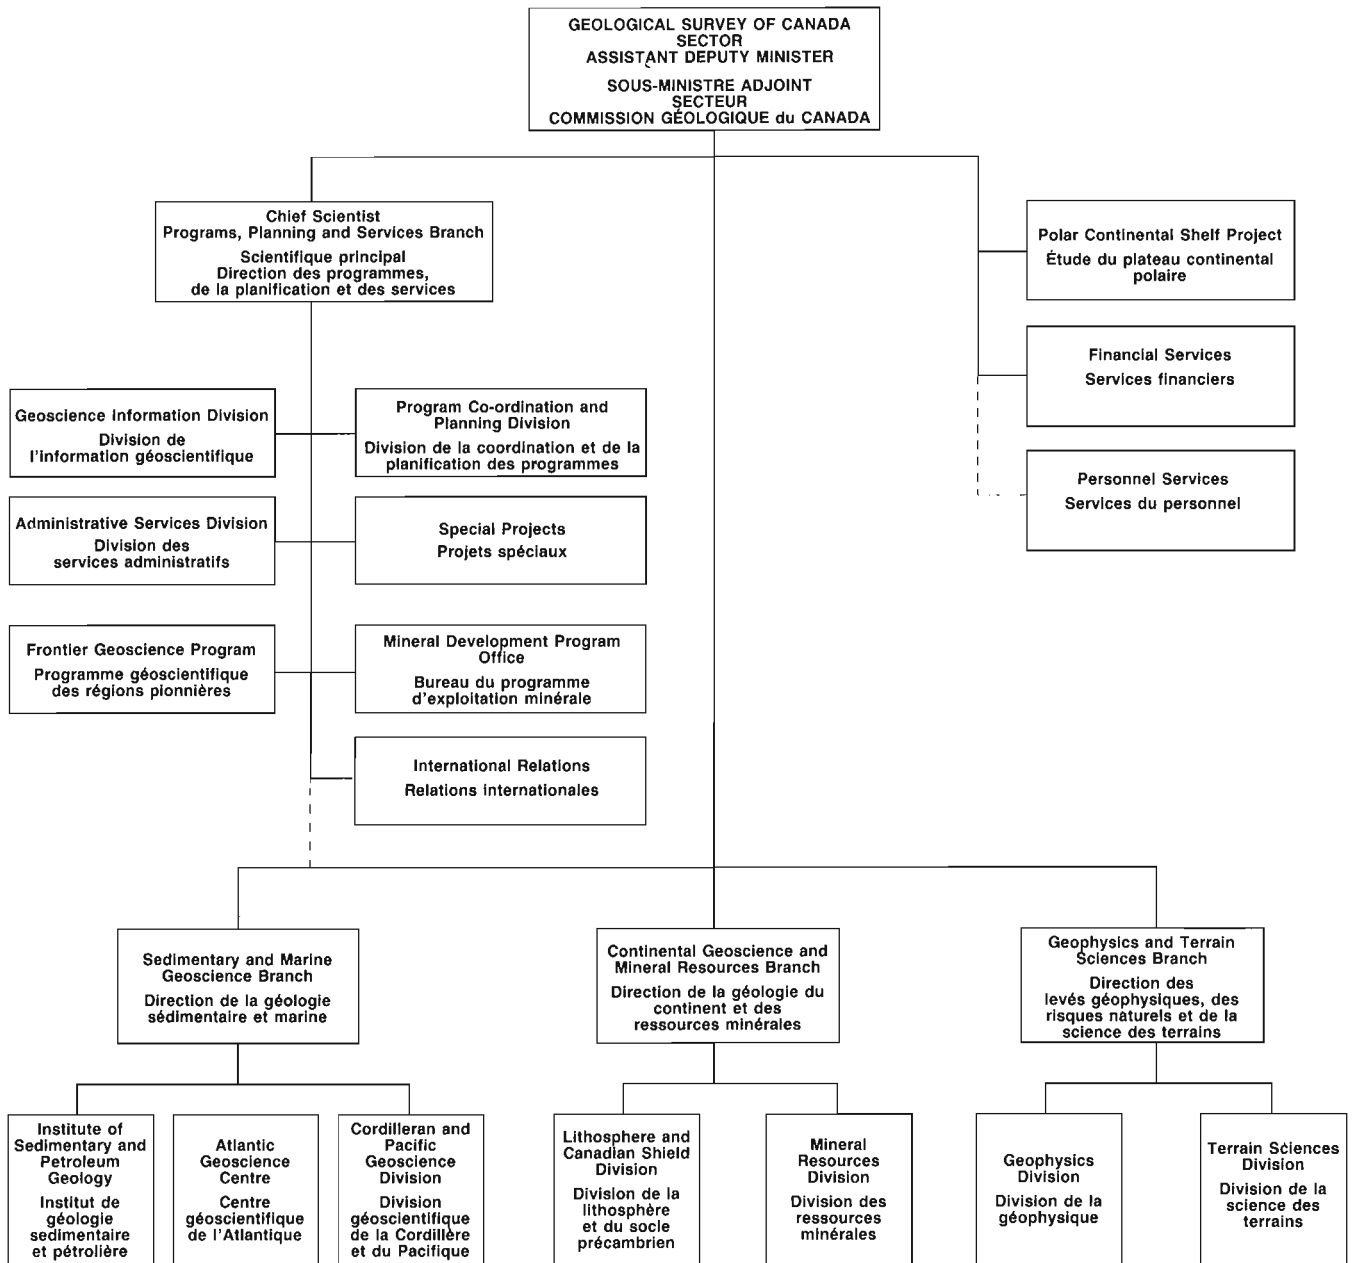 GEOLOGICAL SURVEY OF CANADA
SECTOR
ASSISTANT DEPUTY MINISTER
SOUS-MINISTRE ADJOINT
SECTEUR
COMMISSION GÉOLOGIQUE du CANADA
Chief Scientist
Programs, Planning and Services Branch
Scientifique principal
Direction des programmes,
de la planification et des services
Polar Continental Shelf Project
Étude du plateau continental
polaire
Financial Services
Services financiers
Personnel Services
Services du personnel
Geoscience Information Division
Division de
l'information géoscientifique
Program Co-ordination and
Planning Division
Division de la coordination et de la
planification des programmes
Administrative Services Division
Division des
services administratifs
Special Projects
Projets spéciaux
Frontier Geoscience Program
Programme géoscientifique
des régions pionnières
Mineral Development Program
Office
Bureau du programme
d'exploitation minérale
International Relations
Relations internationales
Sedimentary and Marine
Geoscience Branch
Direction de la géologie
sédimentaire et marine
Continental Geoscience and
Mineral Resources Branch
Direction de la géologie du
continent et des
ressources minérales
Geophysics and Terrain
Sciences Branch
Direction des
levés géophysiques, des
risques naturels et de la
science des terrains
Institute of
Sedimentary and
Petroleum
Geology
Institut de
géologie
sedimentaire
et pétrolière
Atlantic
Geoscience
Centre
Centre
géoscientifique
de l'Atlantique
Cordilleran and
Pacific
Geoscience
Division
Division
géoscientifique
de la Cordillère
et du Pacifique
Lithosphere and
Canadian Shield
Division
Division de la
lithosphère
et du socle
précambrien
Mineral
Resources
Division
Division des
ressources
minérales
Geophysics
Division
Division de la
géophysique
Terrain Sciences
Division
Division de la
science des
terrains